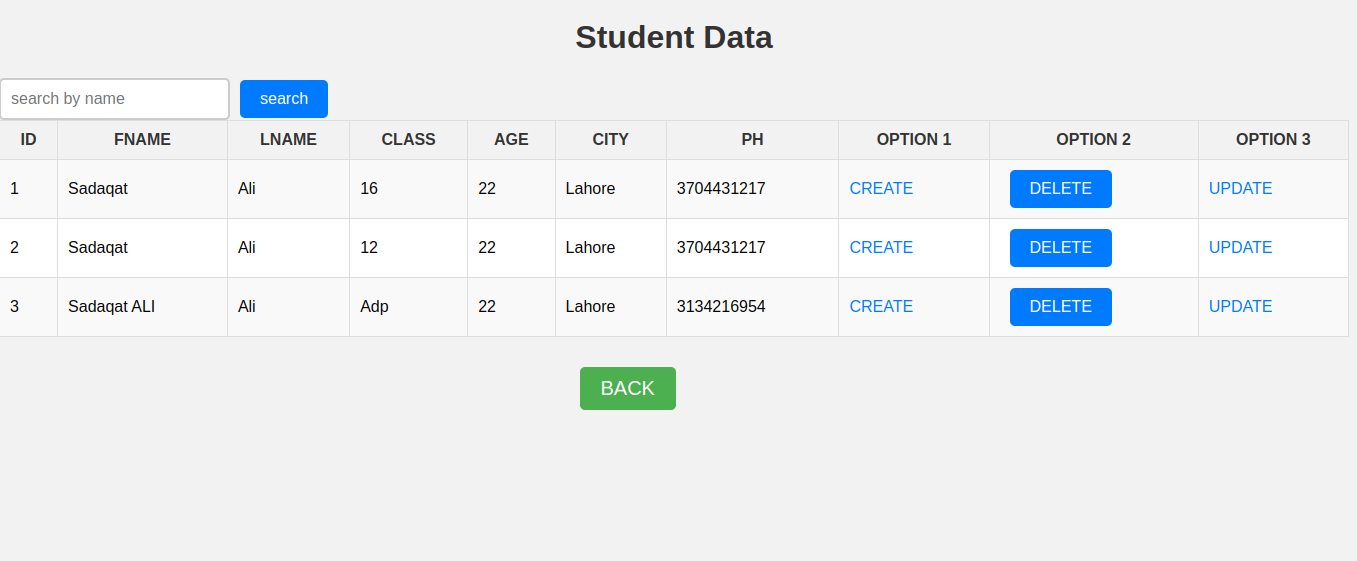 Student Data
search by name search
ID FNAME LNAME CLASS AGE CITY PH OPTION 1 OPTION 2 OPTION 3
1 Sadaqat Ali 16 22 Lahore 3704431217 CREATE DELETE UPDATE
2 Sadaqat Ali 12 22 Lahore 3704431217 CREATE DELETE UPDATE
3 Sadaqat ALI Ali Adp 22 Lahore 3134216954 CREATE DELETE UPDATE
BACK